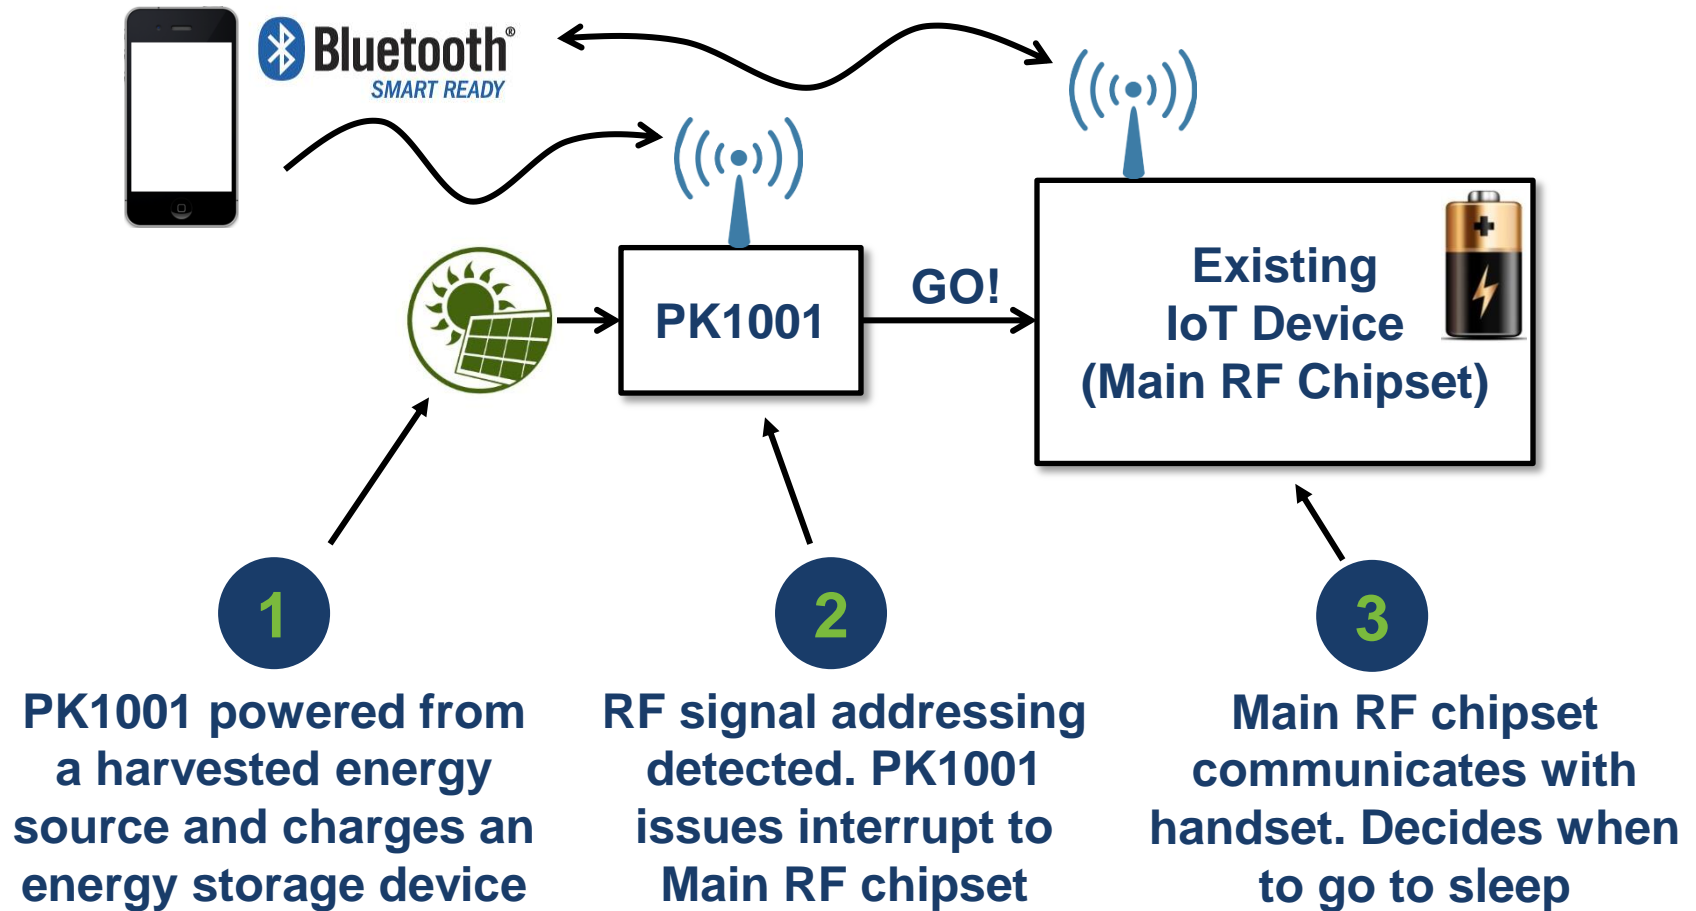 Bluetooth®
SMART READY
PK1001
GO!
Existing
IoT Device
(Main RF Chipset)
1
PK1001 powered from
a harvested energy
source and charges an
energy storage device
2
RF signal addressing
detected. PK1001
issues interrupt to
Main RF chipset
3
Main RF chipset
communicates with
handset. Decides when
to go to sleep